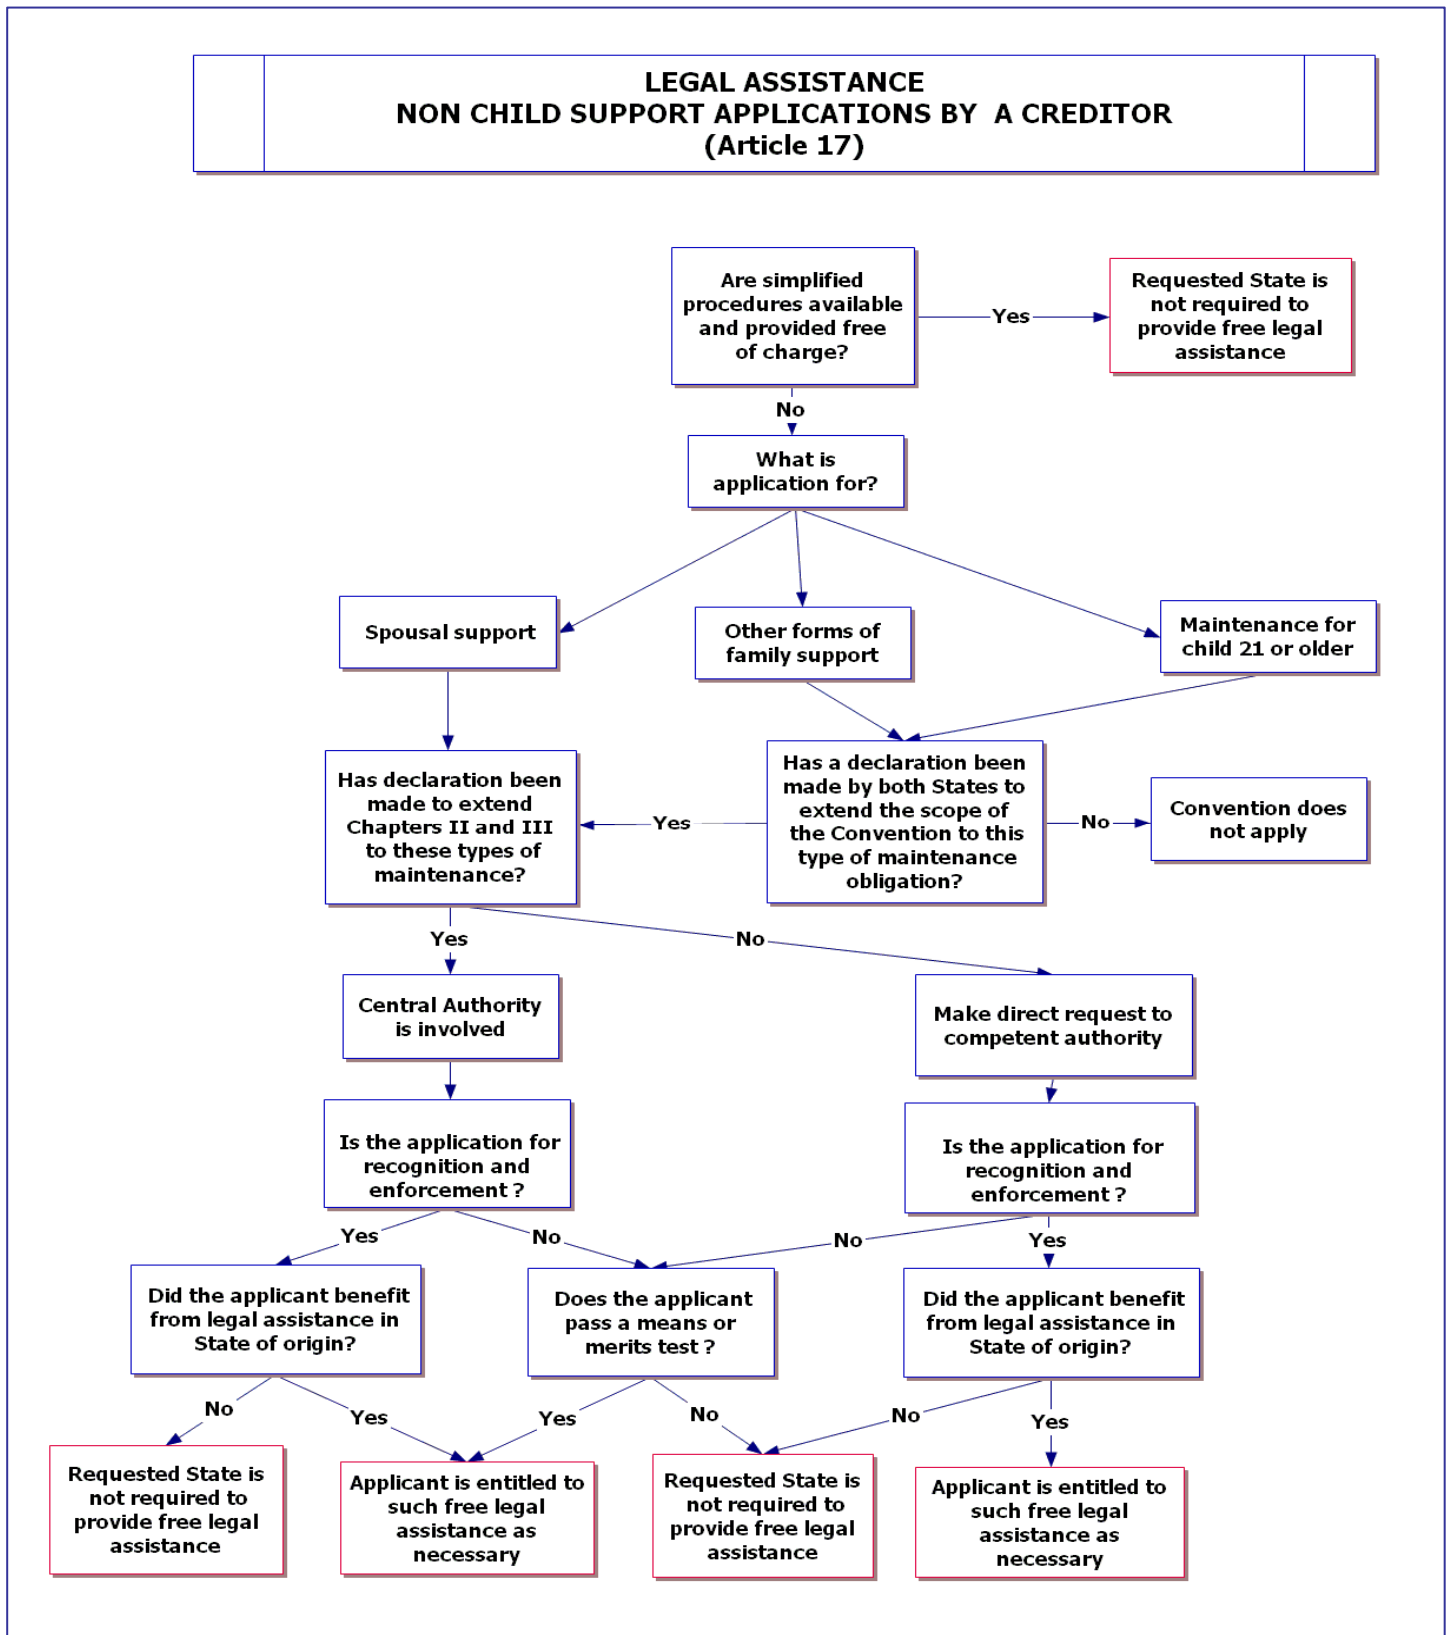 LEGAL ASSISTANCE
NON CHILD SUPPORT APPLICATIONS BY  A CREDITOR
(Article 17)
Are simplified
procedures available
and provided free
of charge?
Yes
Requested State is
not required to
provide free legal
assistance
No
What is
application for?
Spousal support
Other forms of
family support
Maintenance for
child 21 or older
Has declaration been
made to extend
Chapters II and III
to these types of
maintenance?
Yes
Has a declaration been
made by both States to
extend the scope of
the Convention to this
type of maintenance
obligation?
No
Convention does
not apply
Yes
No
Central Authority
is involved
Make direct request to
competent authority
Is the application for
recognition and
enforcement ?
Is the application for
recognition and
enforcement ?
Yes
No
No
Yes
Did the applicant benefit
from legal assistance in
State of origin?
Does the applicant
pass a means or
merits test ?
Did the applicant benefit
from legal assistance in
State of origin?
No
Yes
Yes
No
No
Yes
Requested State is
not required to
provide free legal
assistance
Applicant is entitled to
such free legal
assistance as
necessary
Requested State is
not required to
provide free legal
assistance
Applicant is entitled to
such free legal
assistance as
necessary